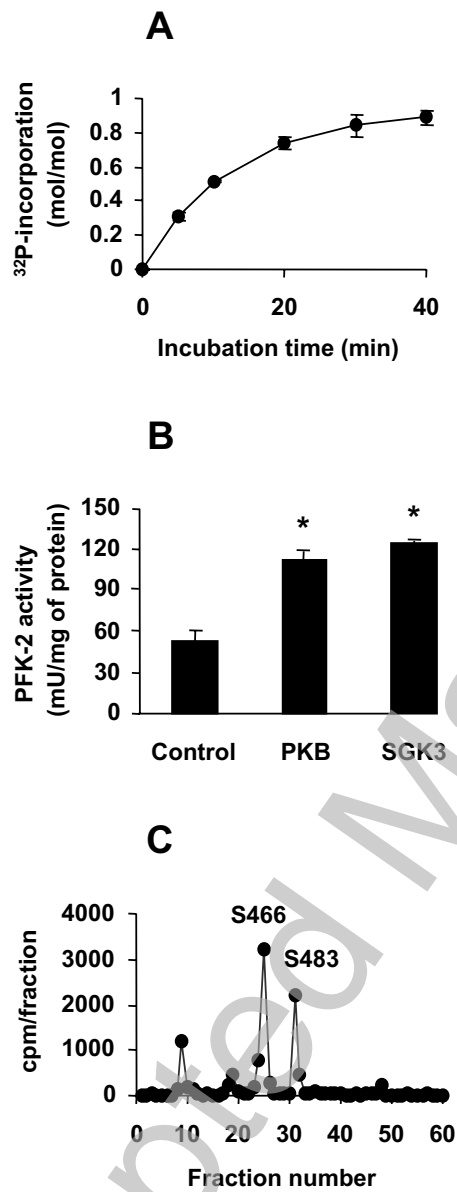 A
³²P-incorporation
(mol/mol)
1
0.8
0.6
0.4
0.2
0
0 20 40
Incubation time (min)
B
PFK-2 activity
(mU/mg of protein)
150
120
90
60
30
0
* *
Control PKB SGK3
C
cpm/fraction
4000
3000
2000
1000
0
S466
S483
0 10 20 30 40 50 60
Fraction number
pted M